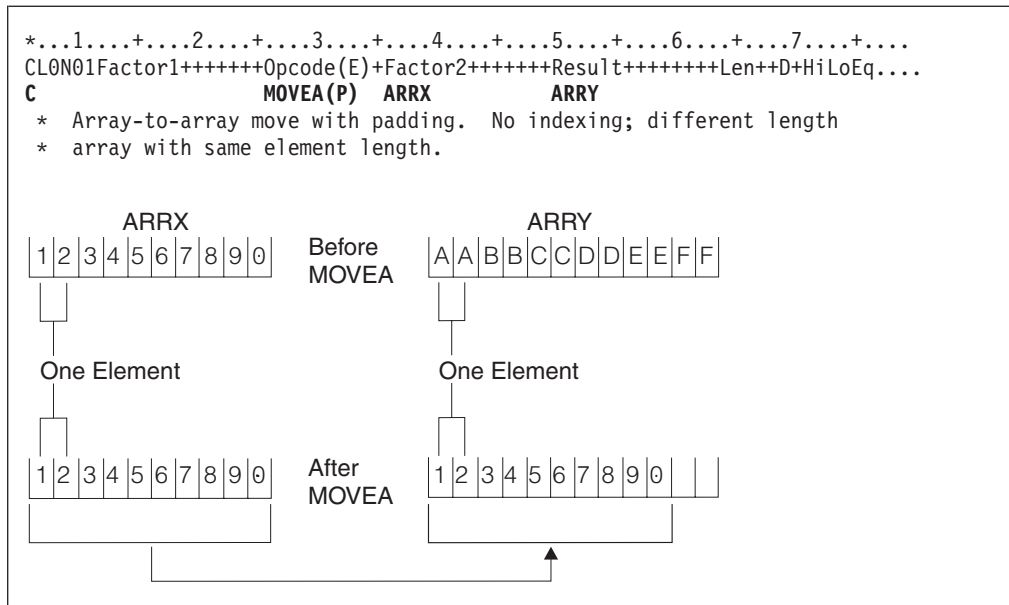 *...1....+....2....+....3....+....4....+....5....+....6....+....7...+....
CL0N01Factor1+++++++Opcode(E)+Factor2+++++++Result++++++++Len++D+HiLoEq....
C                   MOVEA(P)  ARRX          ARRY
 *  Array-to-array move with padding.  No indexing; different length
 *  array with same element length.
ARRX ARRY
1 2 3 4 5 6 7 8 9 0 Before A A B B C C D D E E F F
MOVEA
One Element One Element
1 2 3 4 5 6 7 8 9 0 After 1 2 3 4 5 6 7 8 9 0
MOVEA